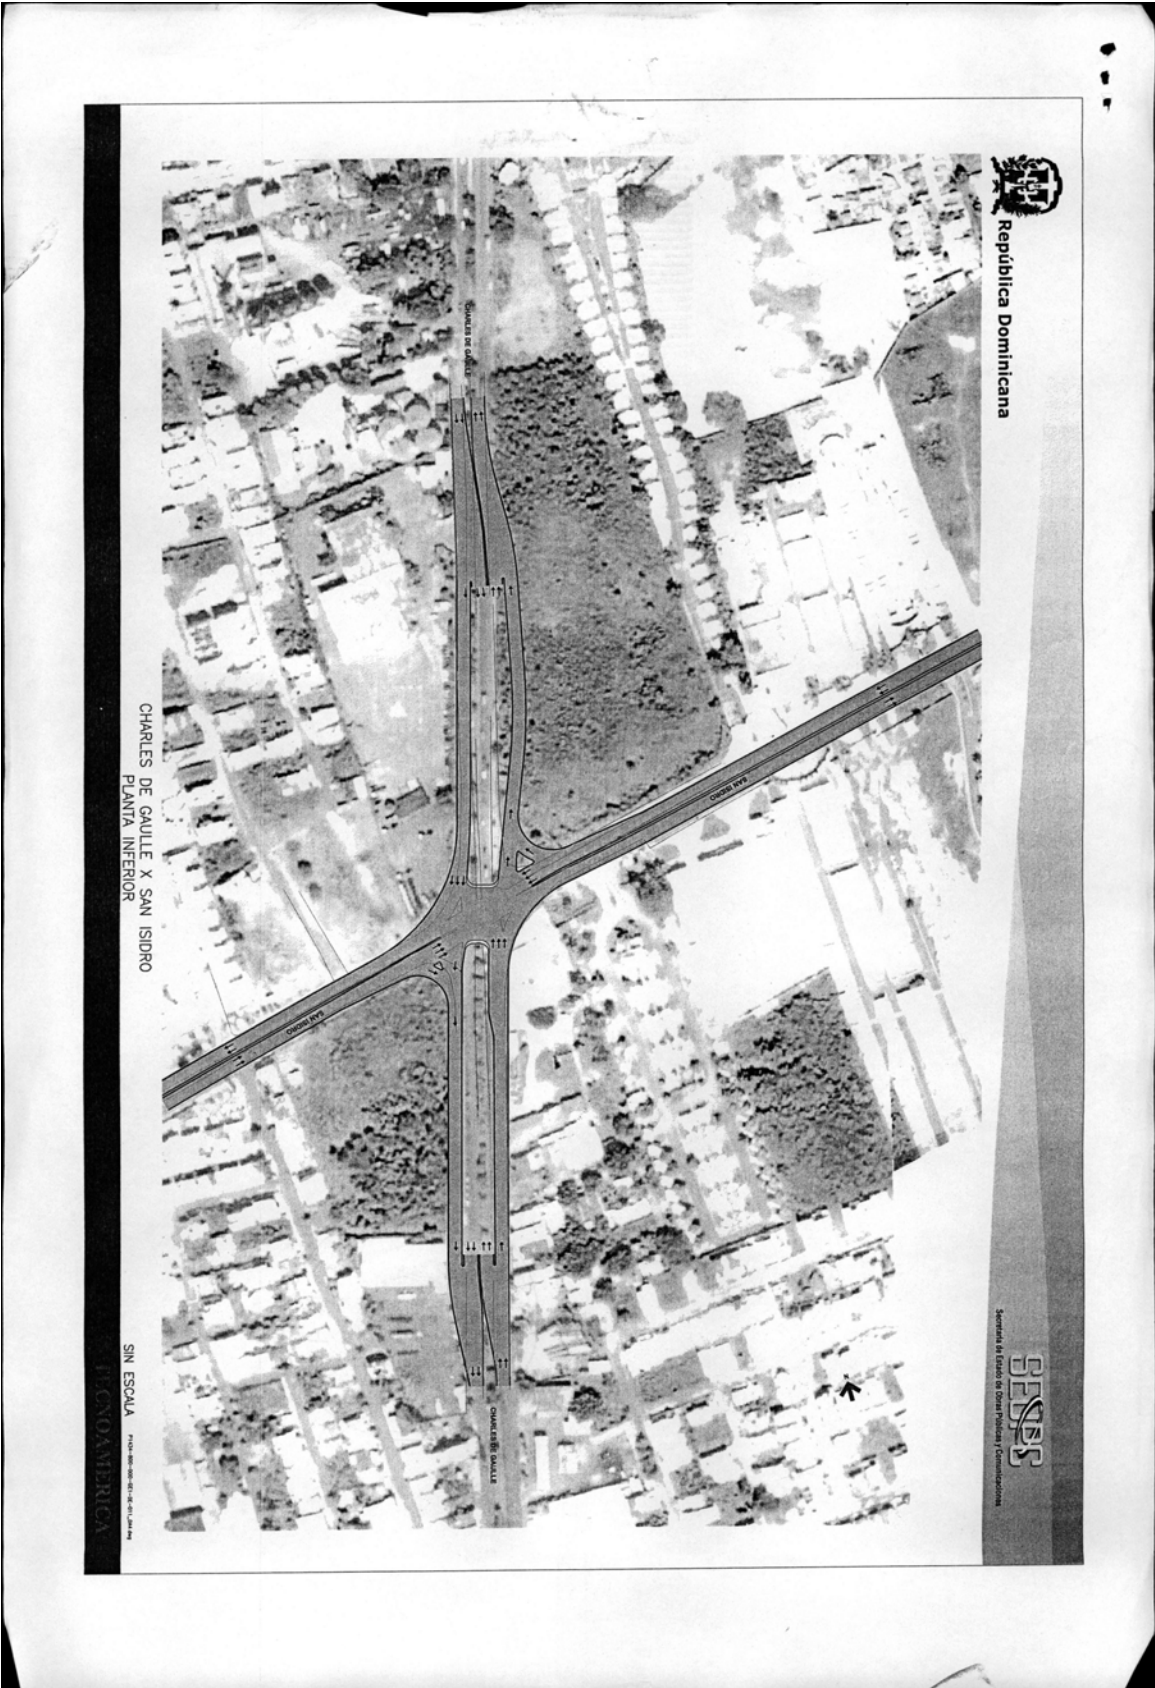 República Dominicana
SEOPC
Secretaría de Estado de Obras Públicas y Comunicaciones
CHARLES DE GAULLE
SAN ISIDRO
SAN ISIDRO
CHARLES DE GAULLE
CHARLES DE GAULLE X SAN ISIDRO
PLANTA INFERIOR
SIN ESCALA
TECNOAMERICA